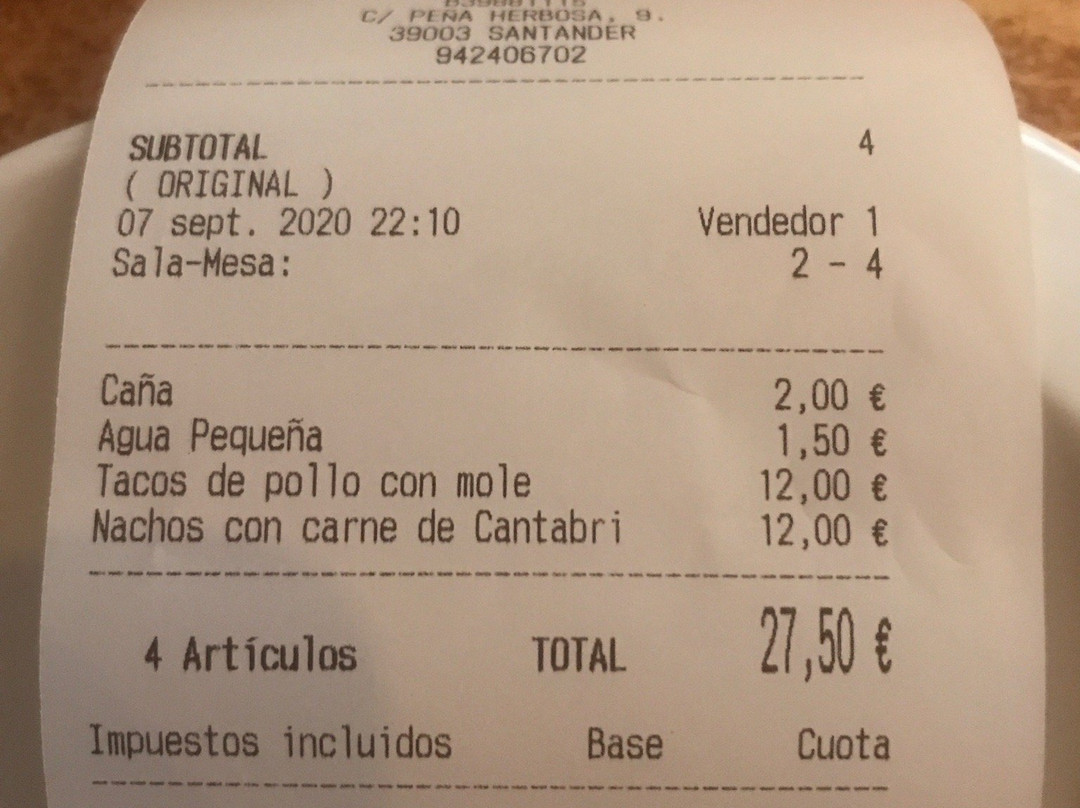 C/ PEÑA HERBOSA, 9.
39003 SANTANDER
942406702
SUBTOTAL 4
( ORIGINAL )
07 sept. 2020 22:10 Vendedor 1
Sala-Mesa: 2 - 4
Caña 2,00 €
Agua Pequeña 1,50 €
Tacos de pollo con mole 12,00 €
Nachos con carne de Cantabri 12,00 €
4 Artículos TOTAL 27,50 €
Impuestos incluidos Base Cuota